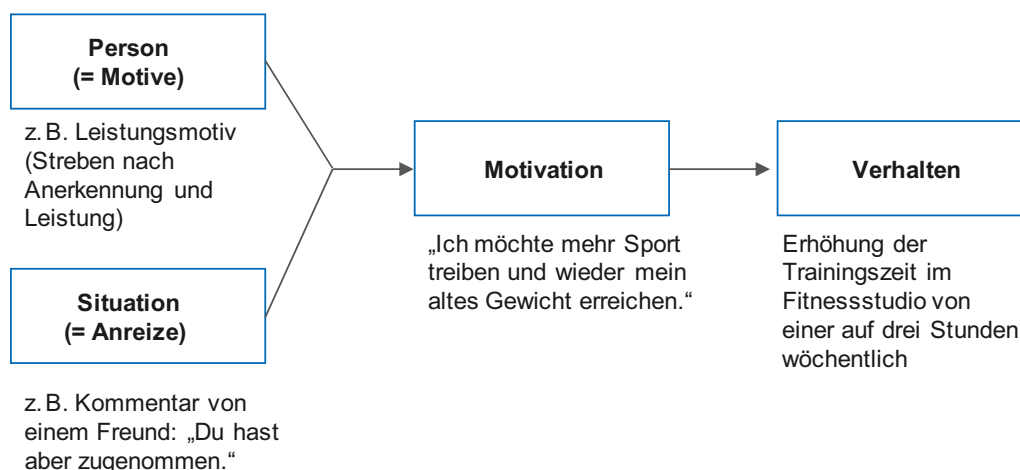 Person
(= Motive)
z. B. Leistungsmotiv
(Streben nach
Anerkennung und
Leistung)
Situation
(= Anreize)
z. B. Kommentar von
einem Freund: „Du hast
aber zugenommen.“
Motivation
„Ich möchte mehr Sport
treiben und wieder mein
altes Gewicht erreichen.“
Verhalten
Erhöhung der
Trainingszeit im
Fitnessstudio von
einer auf drei Stunden
wöchentlich